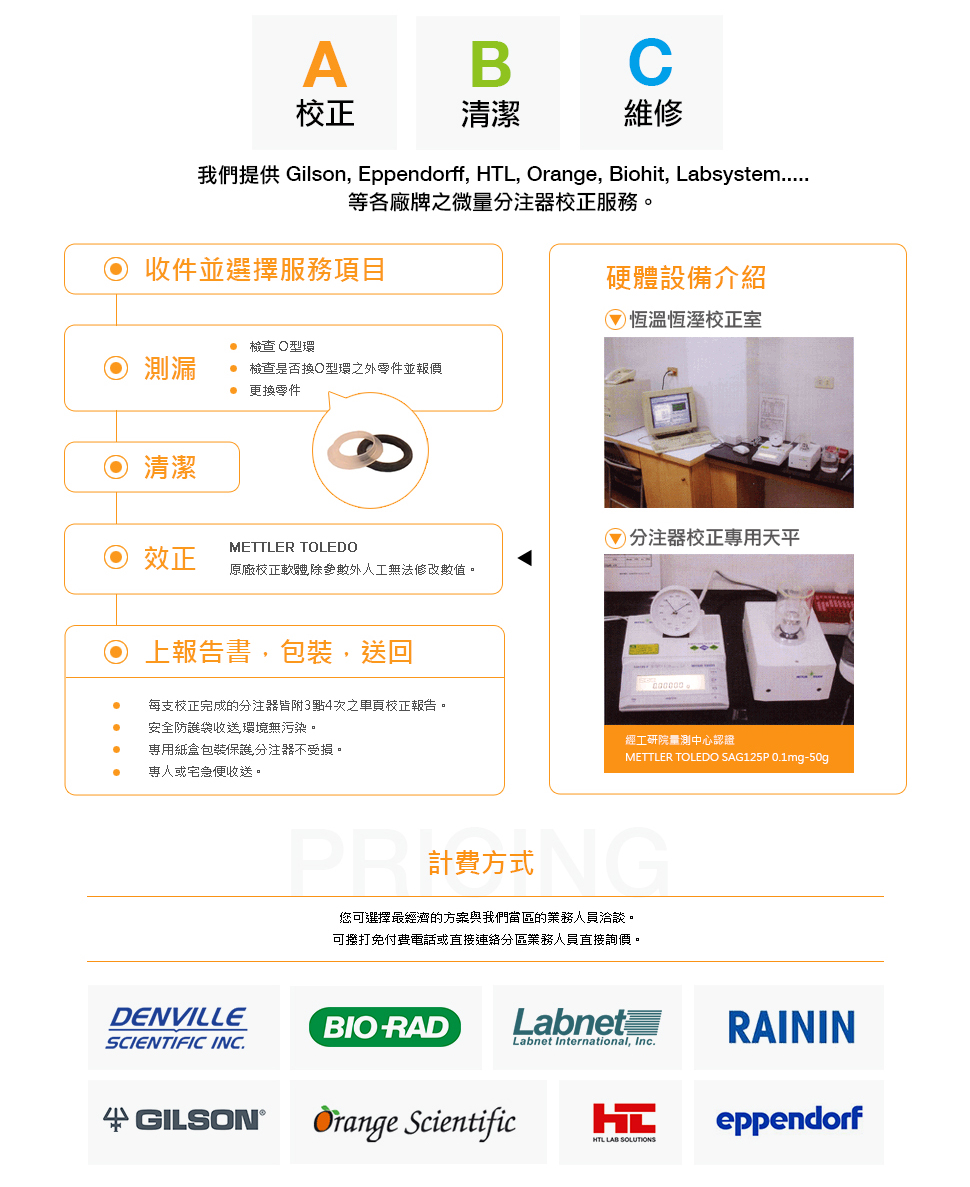 A
校正
B
清潔
C
維修
我們提供 Gilson, Eppendorff, HTL, Orange, Biohit, Labsystem.....
等各廠牌之微量分注器校正服務。
收件並選擇服務項目
測漏
檢查 O型環
檢查是否換O型環之外零件並報價
更換零件
清潔
效正
METTLER TOLEDO
原廠校正軟體,除參數外人工無法修改數值。
上報告書，包裝，送回
每支校正完成的分注器皆附3點4次之單頁校正報告。
安全防護袋收送,環境無污染。
專用紙盒包裝保護,分注器不受損。
專人或宅急便收送。
硬體設備介紹
恆溫恆溼校正室
分注器校正專用天平
經工研院量測中心認證
METTLER TOLEDO SAG125P 0.1mg-50g
PRICING
計費方式
您可選擇最經濟的方案與我們當區的業務人員洽談。
可撥打免付費電話或直接連絡分區業務人員直接詢價。
DENVILLE
SCIENTIFIC INC.
BIO-RAD
Labnet
Labnet International, Inc.
RAININ
GILSON®
Orange Scientific
HTL
HTL LAB SOLUTIONS
eppendorf